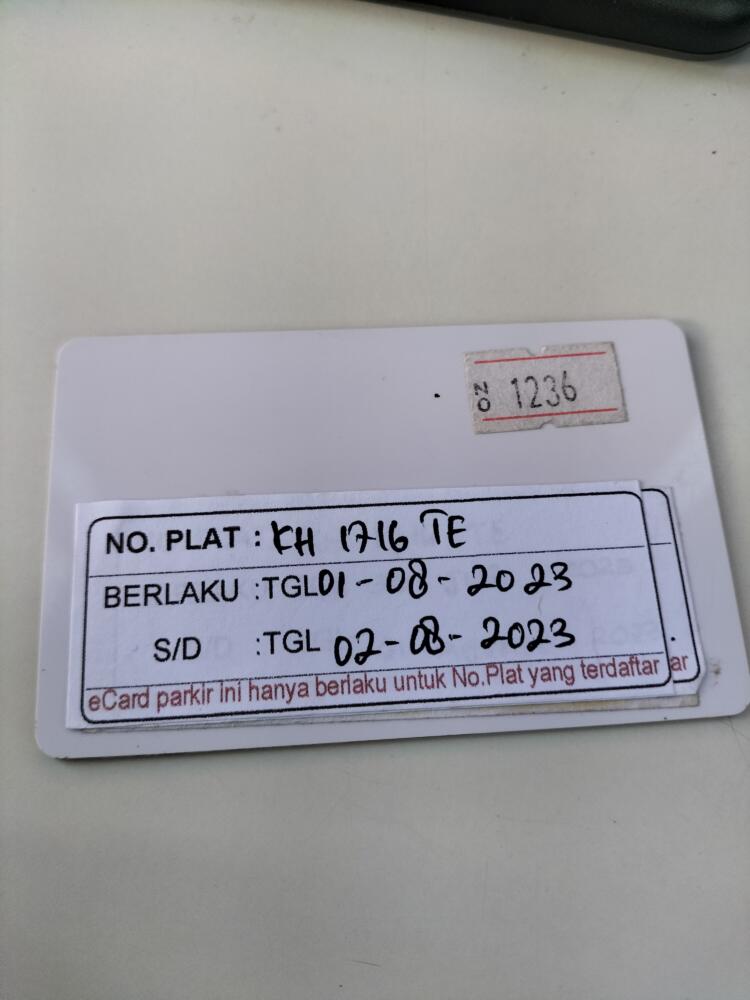 NO 1236
NO. PLAT : KH 1716 TE
BERLAKU :TGL 01-08-2023
S/D :TGL 02-08-2023
eCard parkir ini hanya berlaku untuk No.Plat yang terdaftar
ar